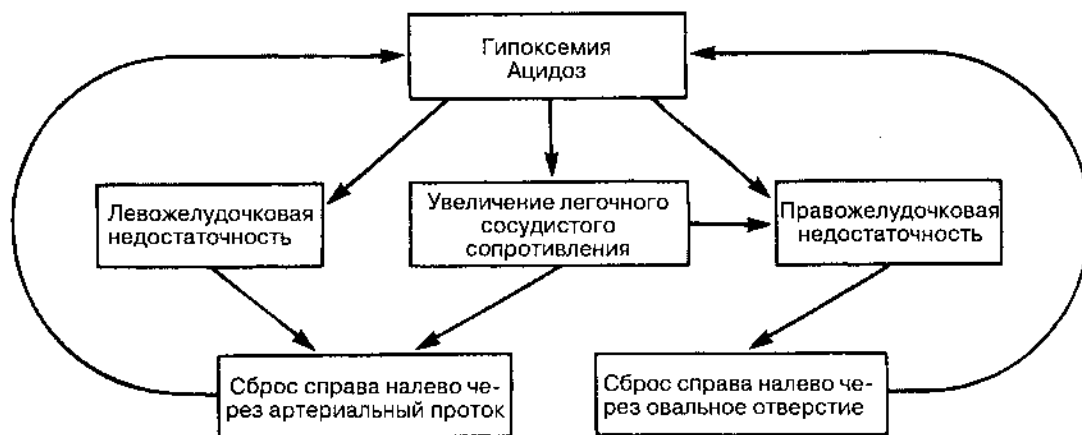 Гипоксемия
Ацидоз
Левожелудочковая
недостаточность
Увеличение легочного
сосудистого
сопротивления
Правожелудочковая
недостаточность
Сброс справа налево че-
рез артериальный проток
Сброс справа налево че-
рез овальное отверстие